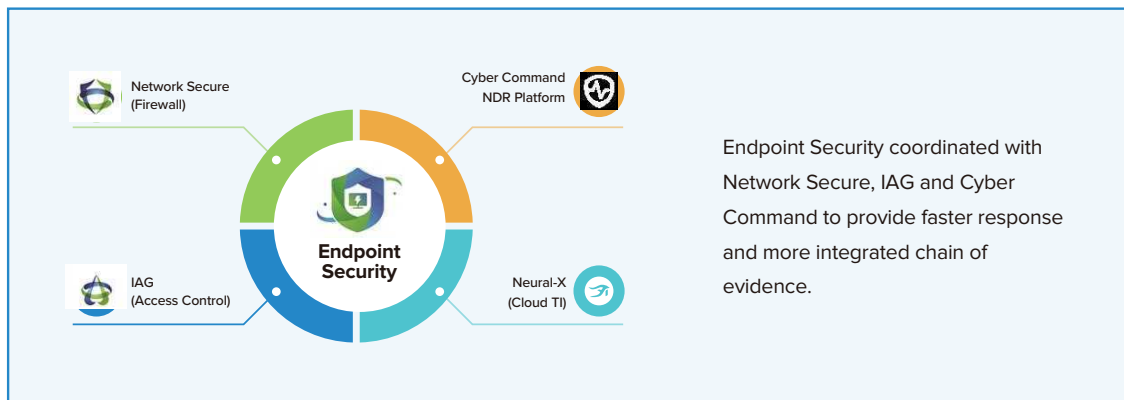 Network Secure
(Firewall)
Cyber Command
NDR Platform
Endpoint
Security
IAG
(Access Control)
Neural-X
(Cloud TI)
Endpoint Security coordinated with
Network Secure, IAG and Cyber
Command to provide faster response
and more integrated chain of
evidence.